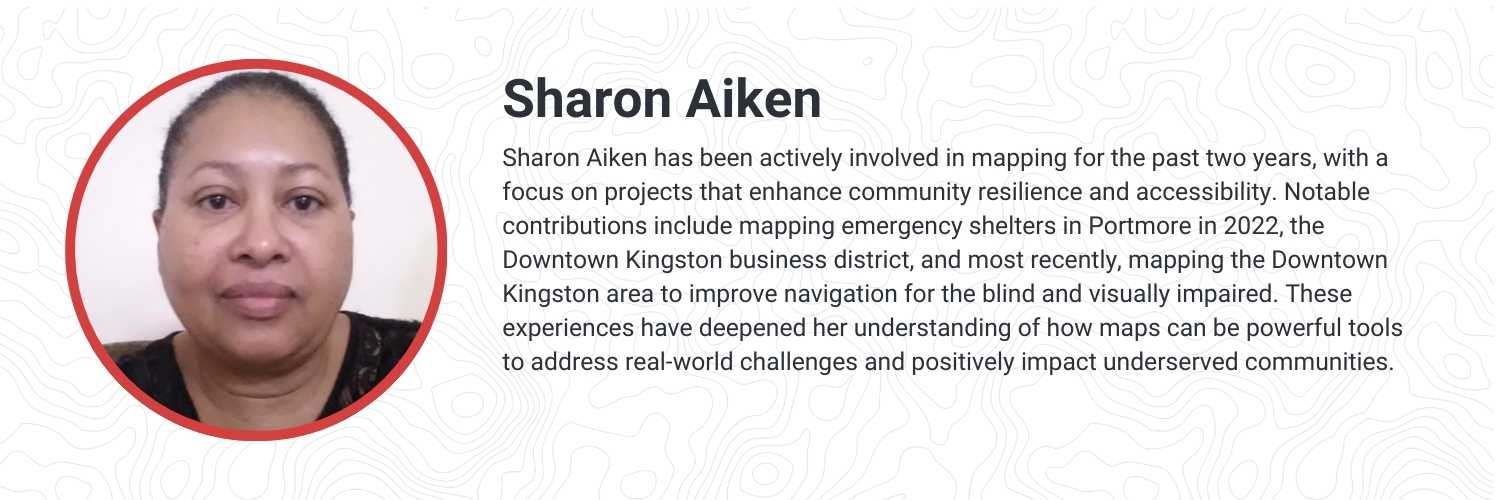 Sharon Aiken
Sharon Aiken has been actively involved in mapping for the past two years, with a
focus on projects that enhance community resilience and accessibility. Notable
contributions include mapping emergency shelters in Portmore in 2022, the
Downtown Kingston business district, and most recently, mapping the Downtown
Kingston area to improve navigation for the blind and visually impaired. These
experiences have deepened her understanding of how maps can be powerful tools
to address real-world challenges and positively impact underserved communities.